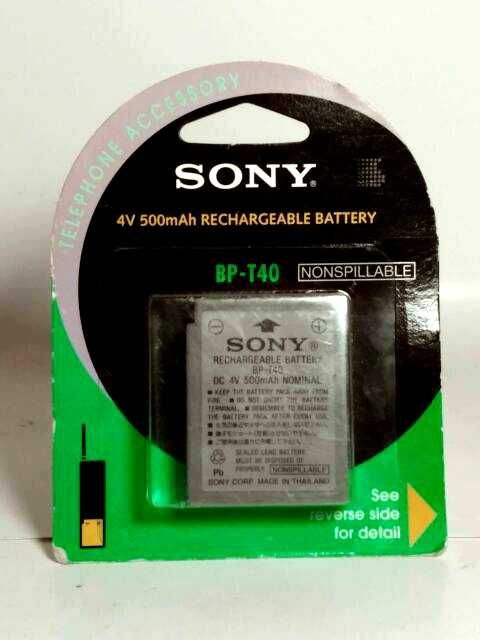 TELEPHONE ACCESSORY
SONY®
4V 500mAh RECHARGEABLE BATTERY
BP-T40 NONSPILLABLE
SONY®
RECHARGEABLE BATTERY
BP-T40
DC 4V 500mAh NOMINAL
■ KEEP THE BATTERY PACK AWAY FROM
FIRE. ■ DO NOT SHORT THE BATTERY
TERMINALS. ■ REMEMBER TO RECHARGE
THE BATTERY PACK AFTER EVERY USE.
SEALED LEAD BATTERY
MUST BE DISPOSED OF
PROPERLY NONSPILLABLE
Pb
SONY CORP. MADE IN THAILAND
See
reverse side
for detail